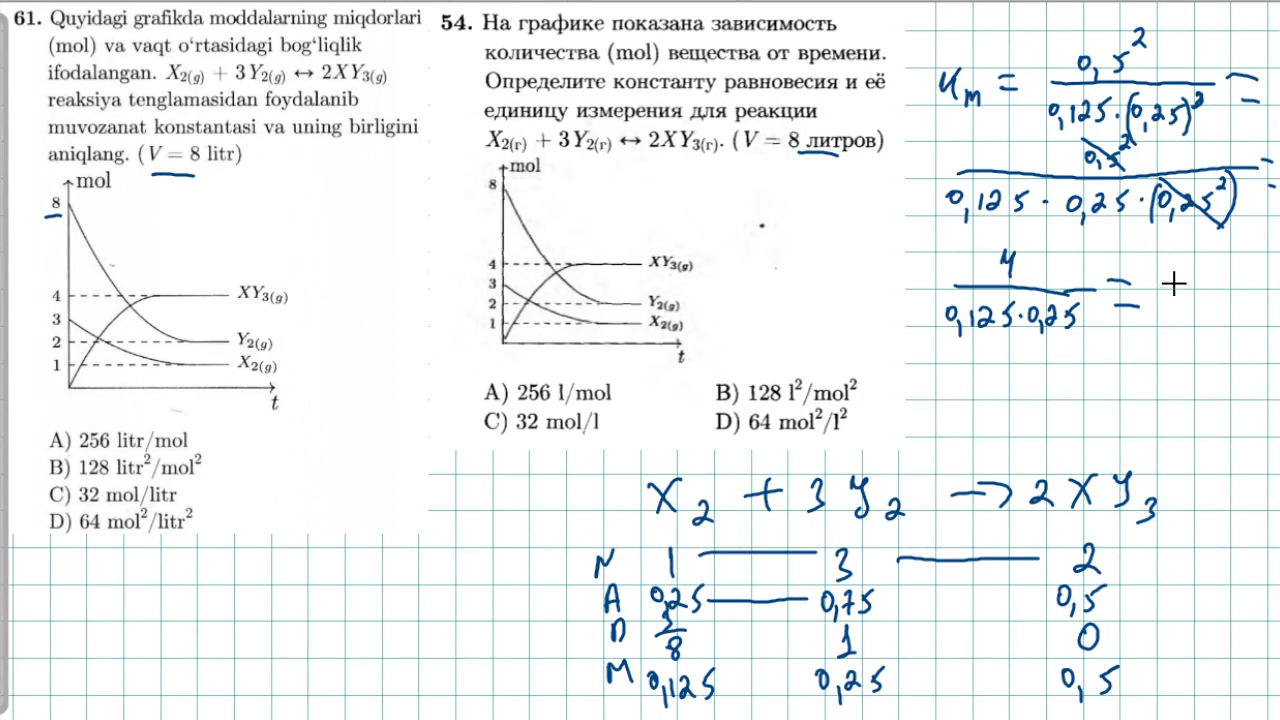 61. Quyidagi grafikda moddalarning miqdorlari
(mol) va vaqt o‘rtasidagi bog‘liqlik
ifodalangan. X₂(g) + 3Y₂(g) ↔ 2XY₃(g)
reaksiya tenglamasidan foydalanib
muvozanat konstantasi va uning birligini
aniqlang. (V = 8 litr)
mol
8
4
3
2
1
XY₃(g)
Y₂(g)
X₂(g)
t
A) 256 litr/mol
B) 128 litr²/mol²
C) 32 mol/litr
D) 64 mol²/litr²
54. На графике показана зависимость
количества (mol) вещества от времени.
Определите константу равновесия и её
единицу измерения для реакции
X₂(г) + 3Y₂(г) ↔ 2XY₃(г). (V = 8 литров)
mol
8
4
3
2
1
XY₃(g)
Y₂(g)
X₂(g)
t
A) 256 l/mol
B) 128 l²/mol²
C) 32 mol/l
D) 64 mol²/l²
0,5²
0,125·(0,25)³
0,5²
0,125 · 0,25·(0,25²)
4
0,125·0,25
=
X₂ + 3Y₂ → 2XY₃
N 1 3 2
A 0,25 0,75 0,5
D 3/8 1 0
M 0,125 0,25 0,5